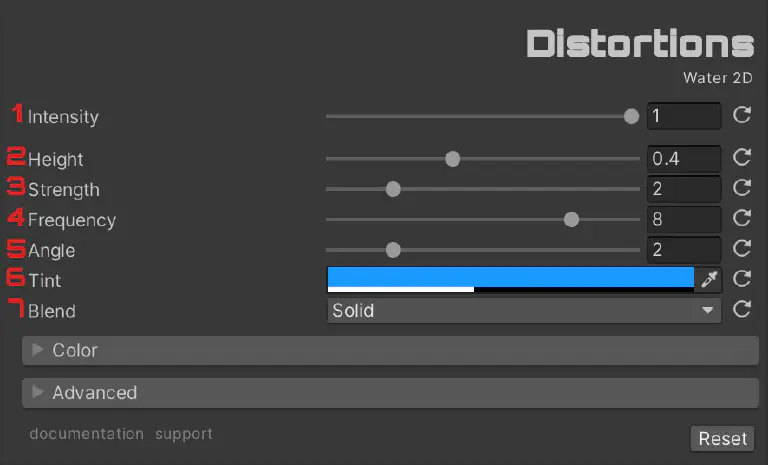 Distortions
Water 2D
1 Intensity 1
2 Height 0.4
3 Strength 2
4 Frequency 8
5 Angle 2
6 Tint
7 Blend Solid
Color
Advanced
documentation support Reset